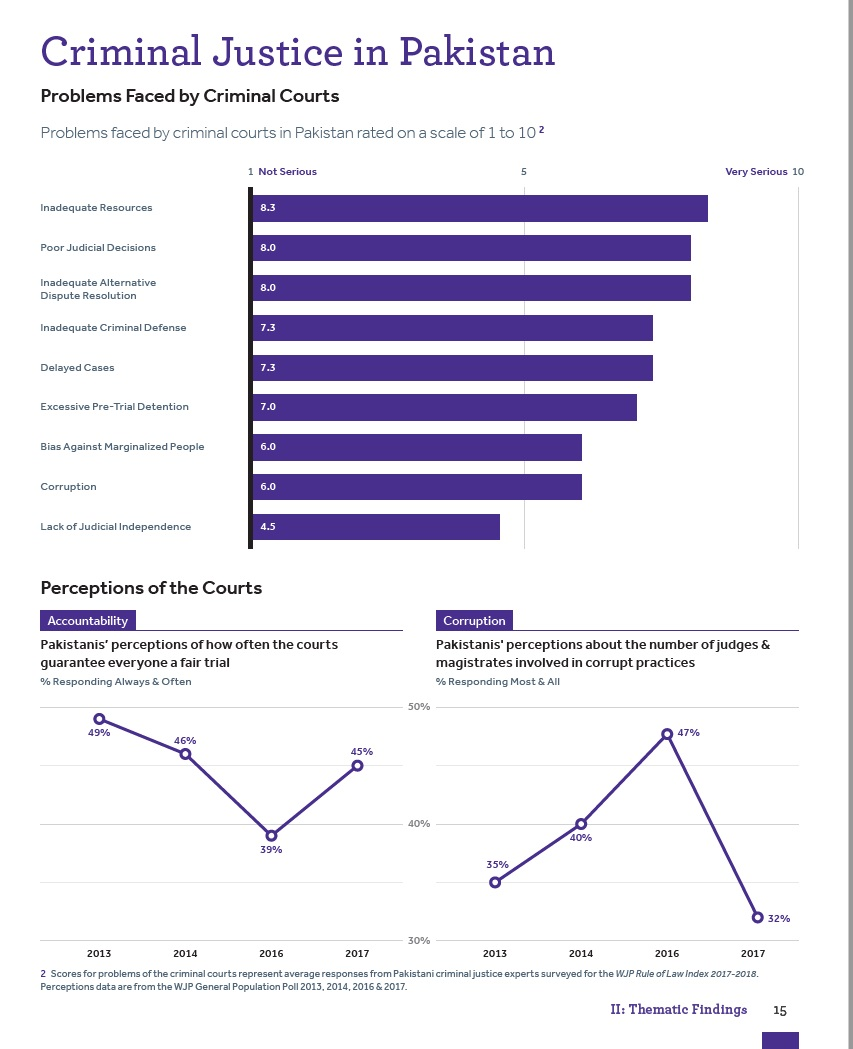 Criminal Justice in Pakistan
Problems Faced by Criminal Courts
Problems faced by criminal courts in Pakistan rated on a scale of 1 to 10 2
1 Not Serious 5 Very Serious 10
Inadequate Resources 8.3
Poor Judicial Decisions 8.0
Inadequate Alternative
Dispute Resolution 8.0
Inadequate Criminal Defense 7.3
Delayed Cases 7.3
Excessive Pre-Trial Detention 7.0
Bias Against Marginalized People 6.0
Corruption 6.0
Lack of Judicial Independence 4.5
Perceptions of the Courts
Accountability
Pakistanis’ perceptions of how often the courts
guarantee everyone a fair trial
% Responding Always & Often
49%
46%
39%
45%
2013 2014 2016 2017
50%
40%
30%
Corruption
Pakistanis' perceptions about the number of judges &
magistrates involved in corrupt practices
% Responding Most & All
35%
40%
47%
32%
2013 2014 2016 2017
2 Scores for problems of the criminal courts represent average responses from Pakistani criminal justice experts surveyed for the WJP Rule of Law Index 2017-2018.
Perceptions data are from the WJP General Population Poll 2013, 2014, 2016 & 2017.
II: Thematic Findings 15